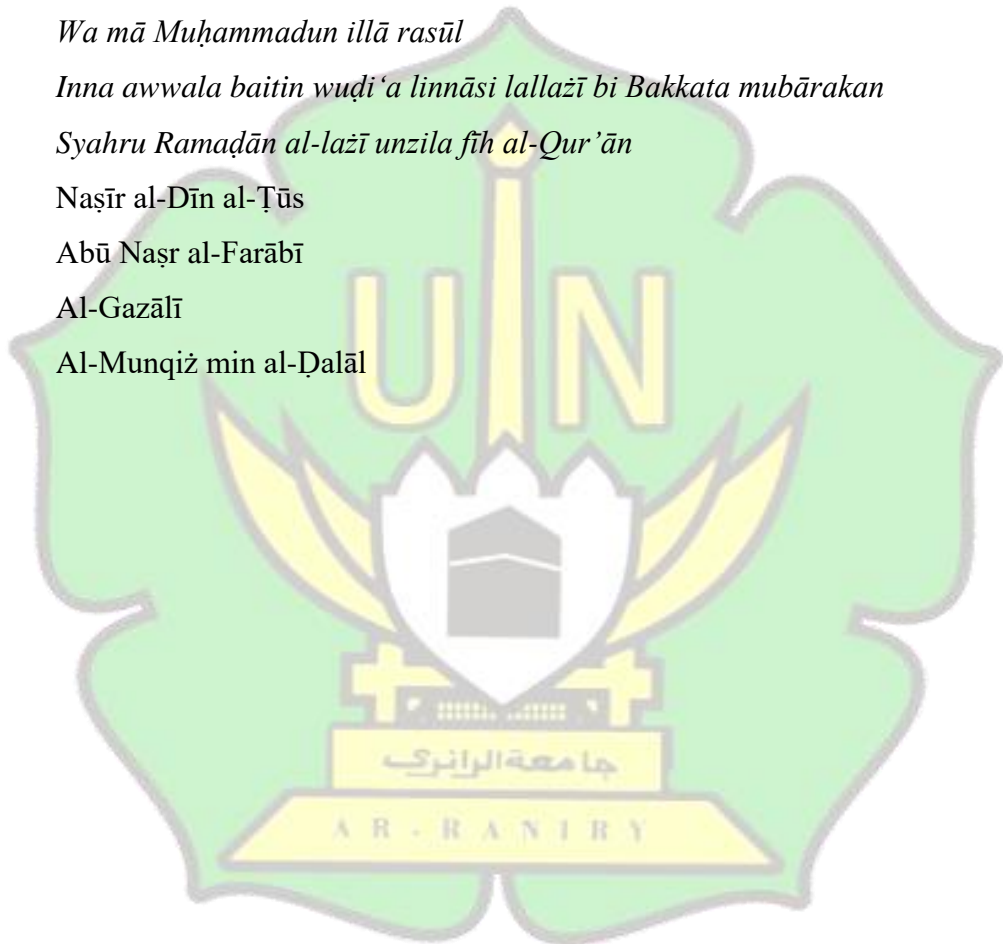 Wa mā Muḥammadun illā rasūl
Inna awwala baitin wuḍi‘a linnāsi lallażī bi Bakkata mubārakan
Syahru Ramaḍān al-lażī unzila fīh al-Qur’ān
Naṣīr al-Dīn al-Ṭūs
Abū Naṣr al-Farābī
Al-Gazālī
Al-Munqiż min al-Ḍalāl
UIN
جامعة الرانري
AR-RANIRY